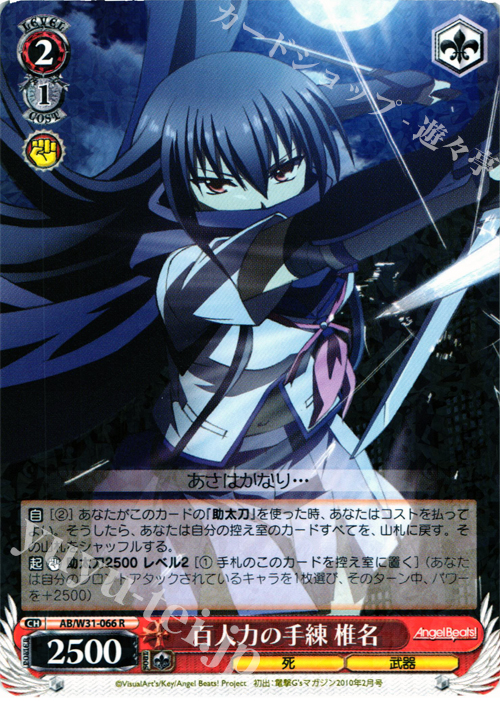 LEVEL
2
1
COST
カードショップ - 遊々亭
あさはかなり…
自 [②] あなたがこのカードの「助太刀」を使った時、あなたはコストを払って
よい。そうしたら、あなたは自分の控え室のカードすべてを、山札に戻す。そ
の山札をシャッフルする。
起 助太刀2500 レベル2 [① 手札のこのカードを控え室に置く] (あなた
は自分のフロントアタックされているキャラを1枚選び、そのターン中、パワー
を+2500)
yuyu-tei.jp
CH AB/W31-066 R
百人力の手練 椎名
Angel Beats!
POWER
2500
SOUL
死
武器
©VisualArt's/Key/Angel Beats! Project 初出:電撃G'sマガジン2010年2月号